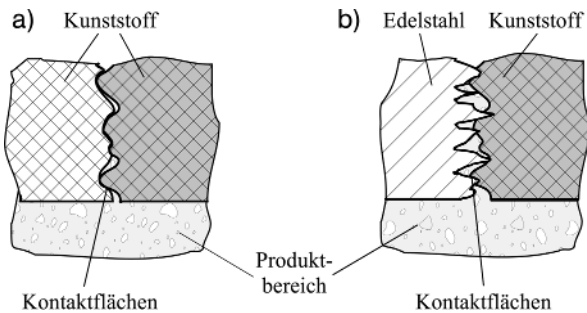 a)
Kunststoff
b)
Edelstahl
Kunststoff
Produkt-
bereich
Kontaktflächen
Kontaktflächen